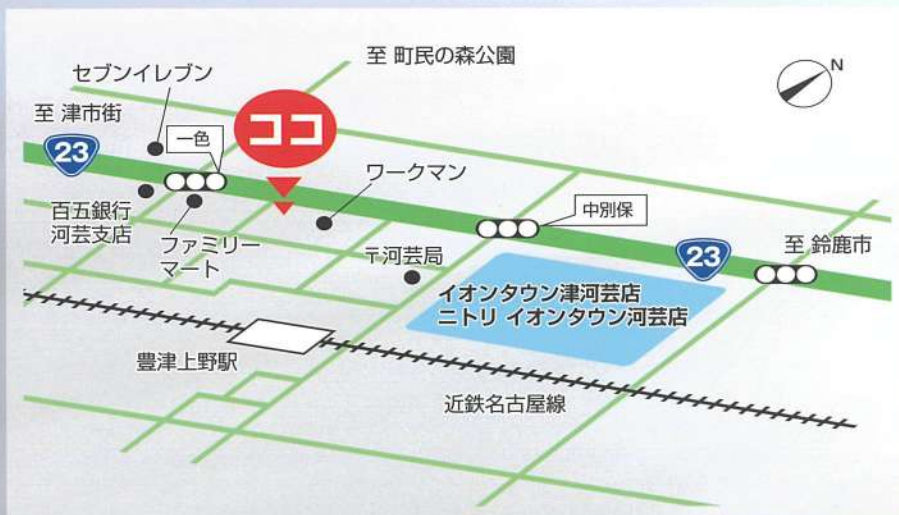 至 町民の森公園
N
セブンイレブン
至 津市街
ココ
一色
23
ワークマン
百五銀行
河芸支店
ファミリー
マート
中別保
〒河芸局
23
至 鈴鹿市
イオンタウン津河芸店
ニトリ イオンタウン河芸店
豊津上野駅
近鉄名古屋線